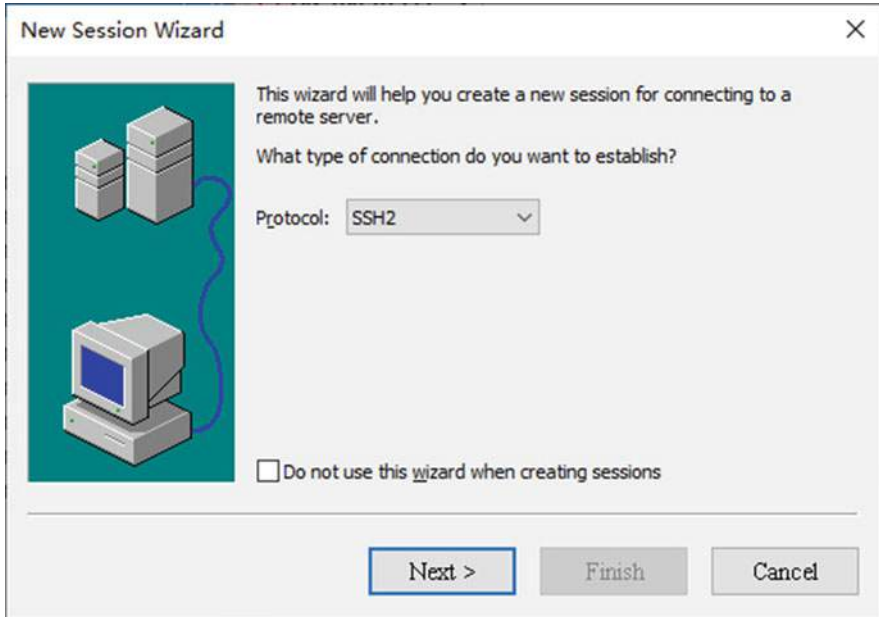 New Session Wizard
This wizard will help you create a new session for connecting to a
remote server.
What type of connection do you want to establish?
Protocol: SSH2
Do not use this wizard when creating sessions
Next > Finish Cancel